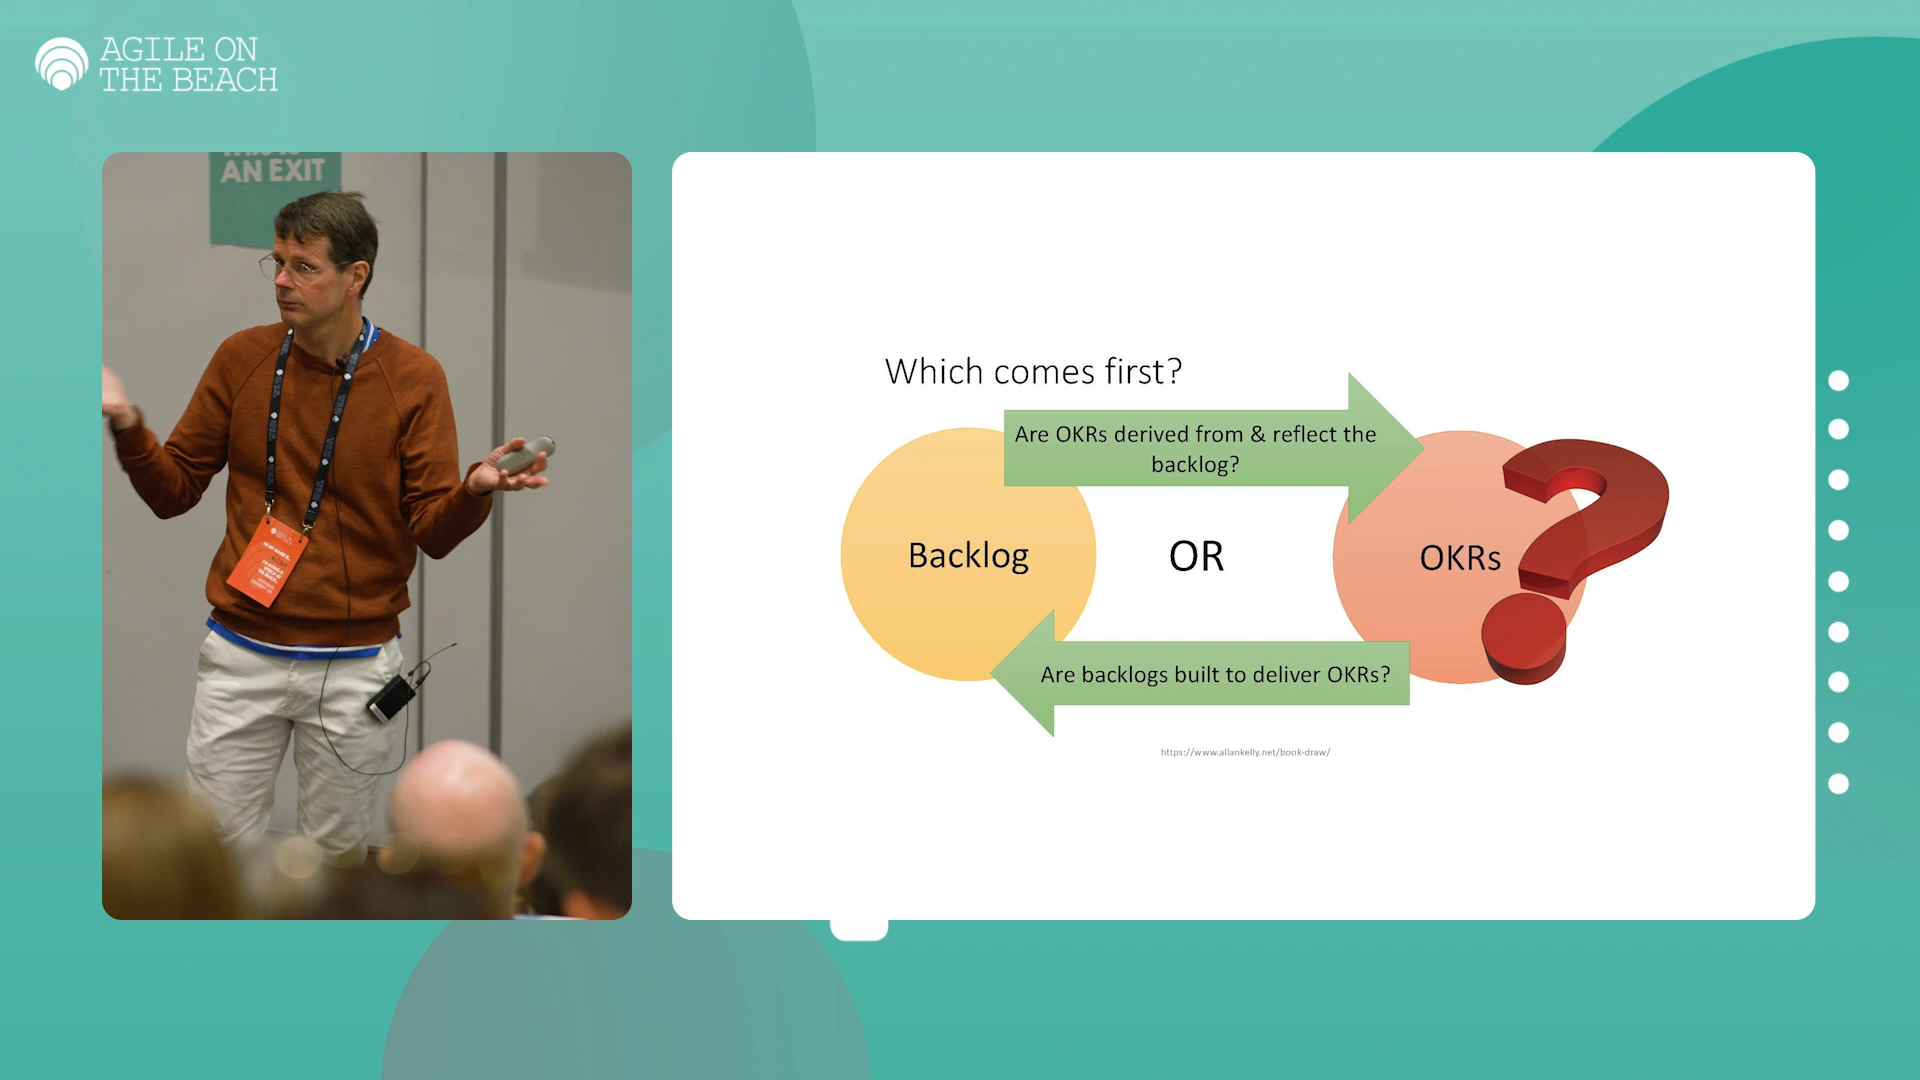 AGILE ON
THE BEACH
AN EXIT
Which comes first?
Are OKRs derived from & reflect the
backlog?
Backlog
OR
OKRs
Are backlogs built to deliver OKRs?
https://www.allankelly.net/book-draw/